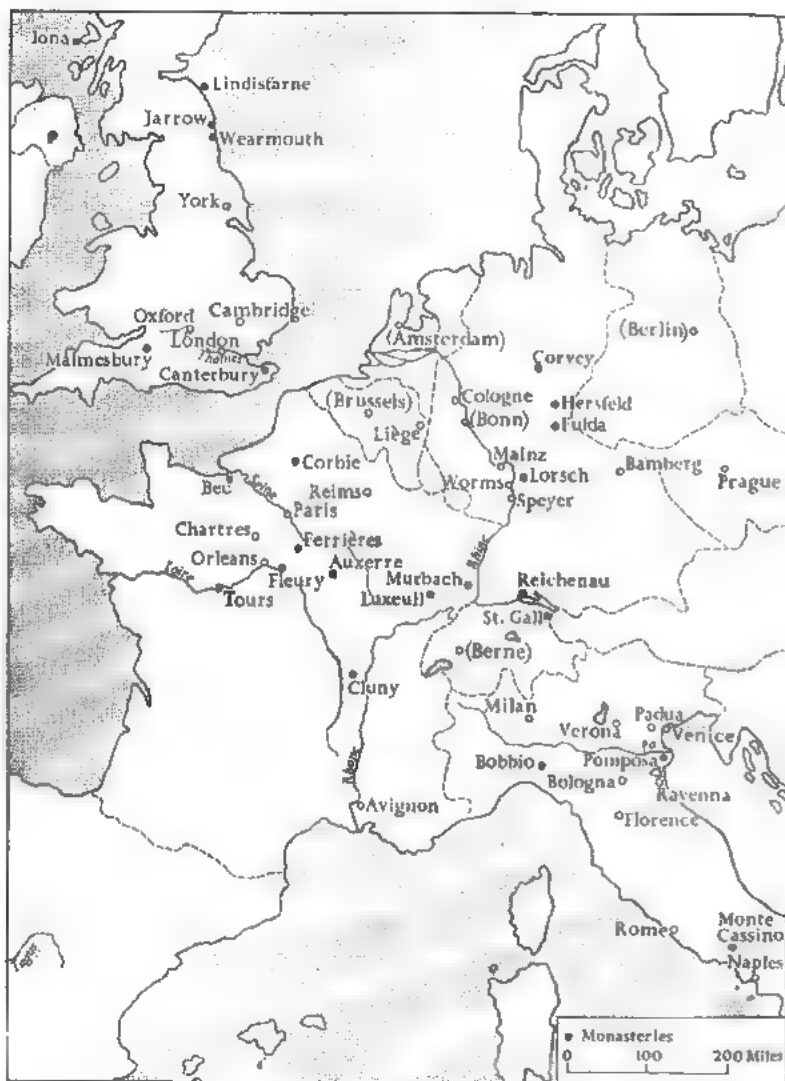 Iona
Lindisfarne
Jarrow
Wearmouth
York
Oxford
Cambridge
London
Thames
Malmesbury
Canterbury
(Amsterdam)
(Berlin)
Corvey
(Brussels)
Cologne
(Bonn)
Hersfeld
Fulda
Liège
Mainz
Corbie
Lorsch
Bamberg
Prague
Bec
Seine
Reims
Worms
Speyer
Paris
Chartres
Ferrières
Rhine
Orleans
Auxerre
Loire
Fleury
Murbach
Reichenau
Tours
Luxeuil
St. Gall
(Berne)
Cluny
Milan
Verona
Padua
Venice
Po
Bobbio
Pomposa
Rhone
Bologna
Ravenna
Avignon
Florence
Rome
Monte
Cassino
Naples
Monasteries
0 100 200 Miles